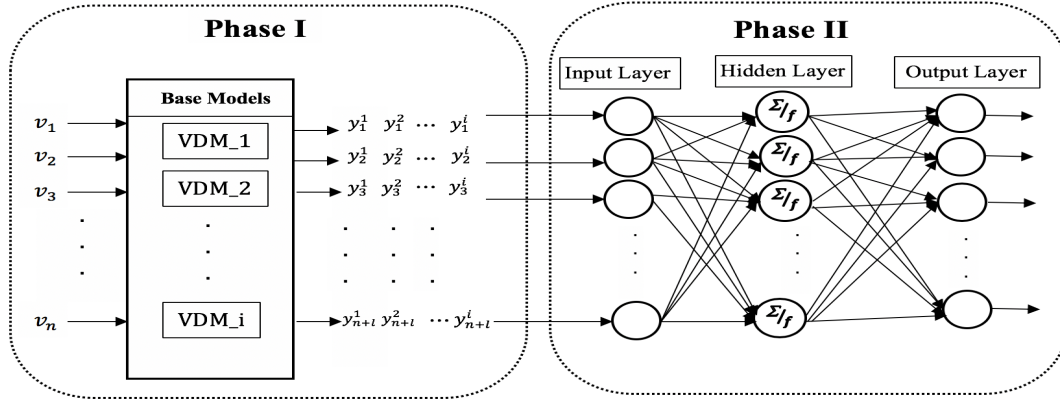 Phase I
Base Models
v₁
v₂
v₃
vₙ
VDM_1
VDM_2
VDM_i
y₁¹ y₁² ⋯ y₁ⁱ
y₂¹ y₂² ⋯ y₂ⁱ
y₃¹ y₃² ⋯ y₃ⁱ
yₙ₊ₗ¹ yₙ₊ₗ² ⋯ yₙ₊ₗⁱ
Phase II
Input Layer
Hidden Layer
Output Layer
Σ/f
Σ/f
Σ/f
Σ/f